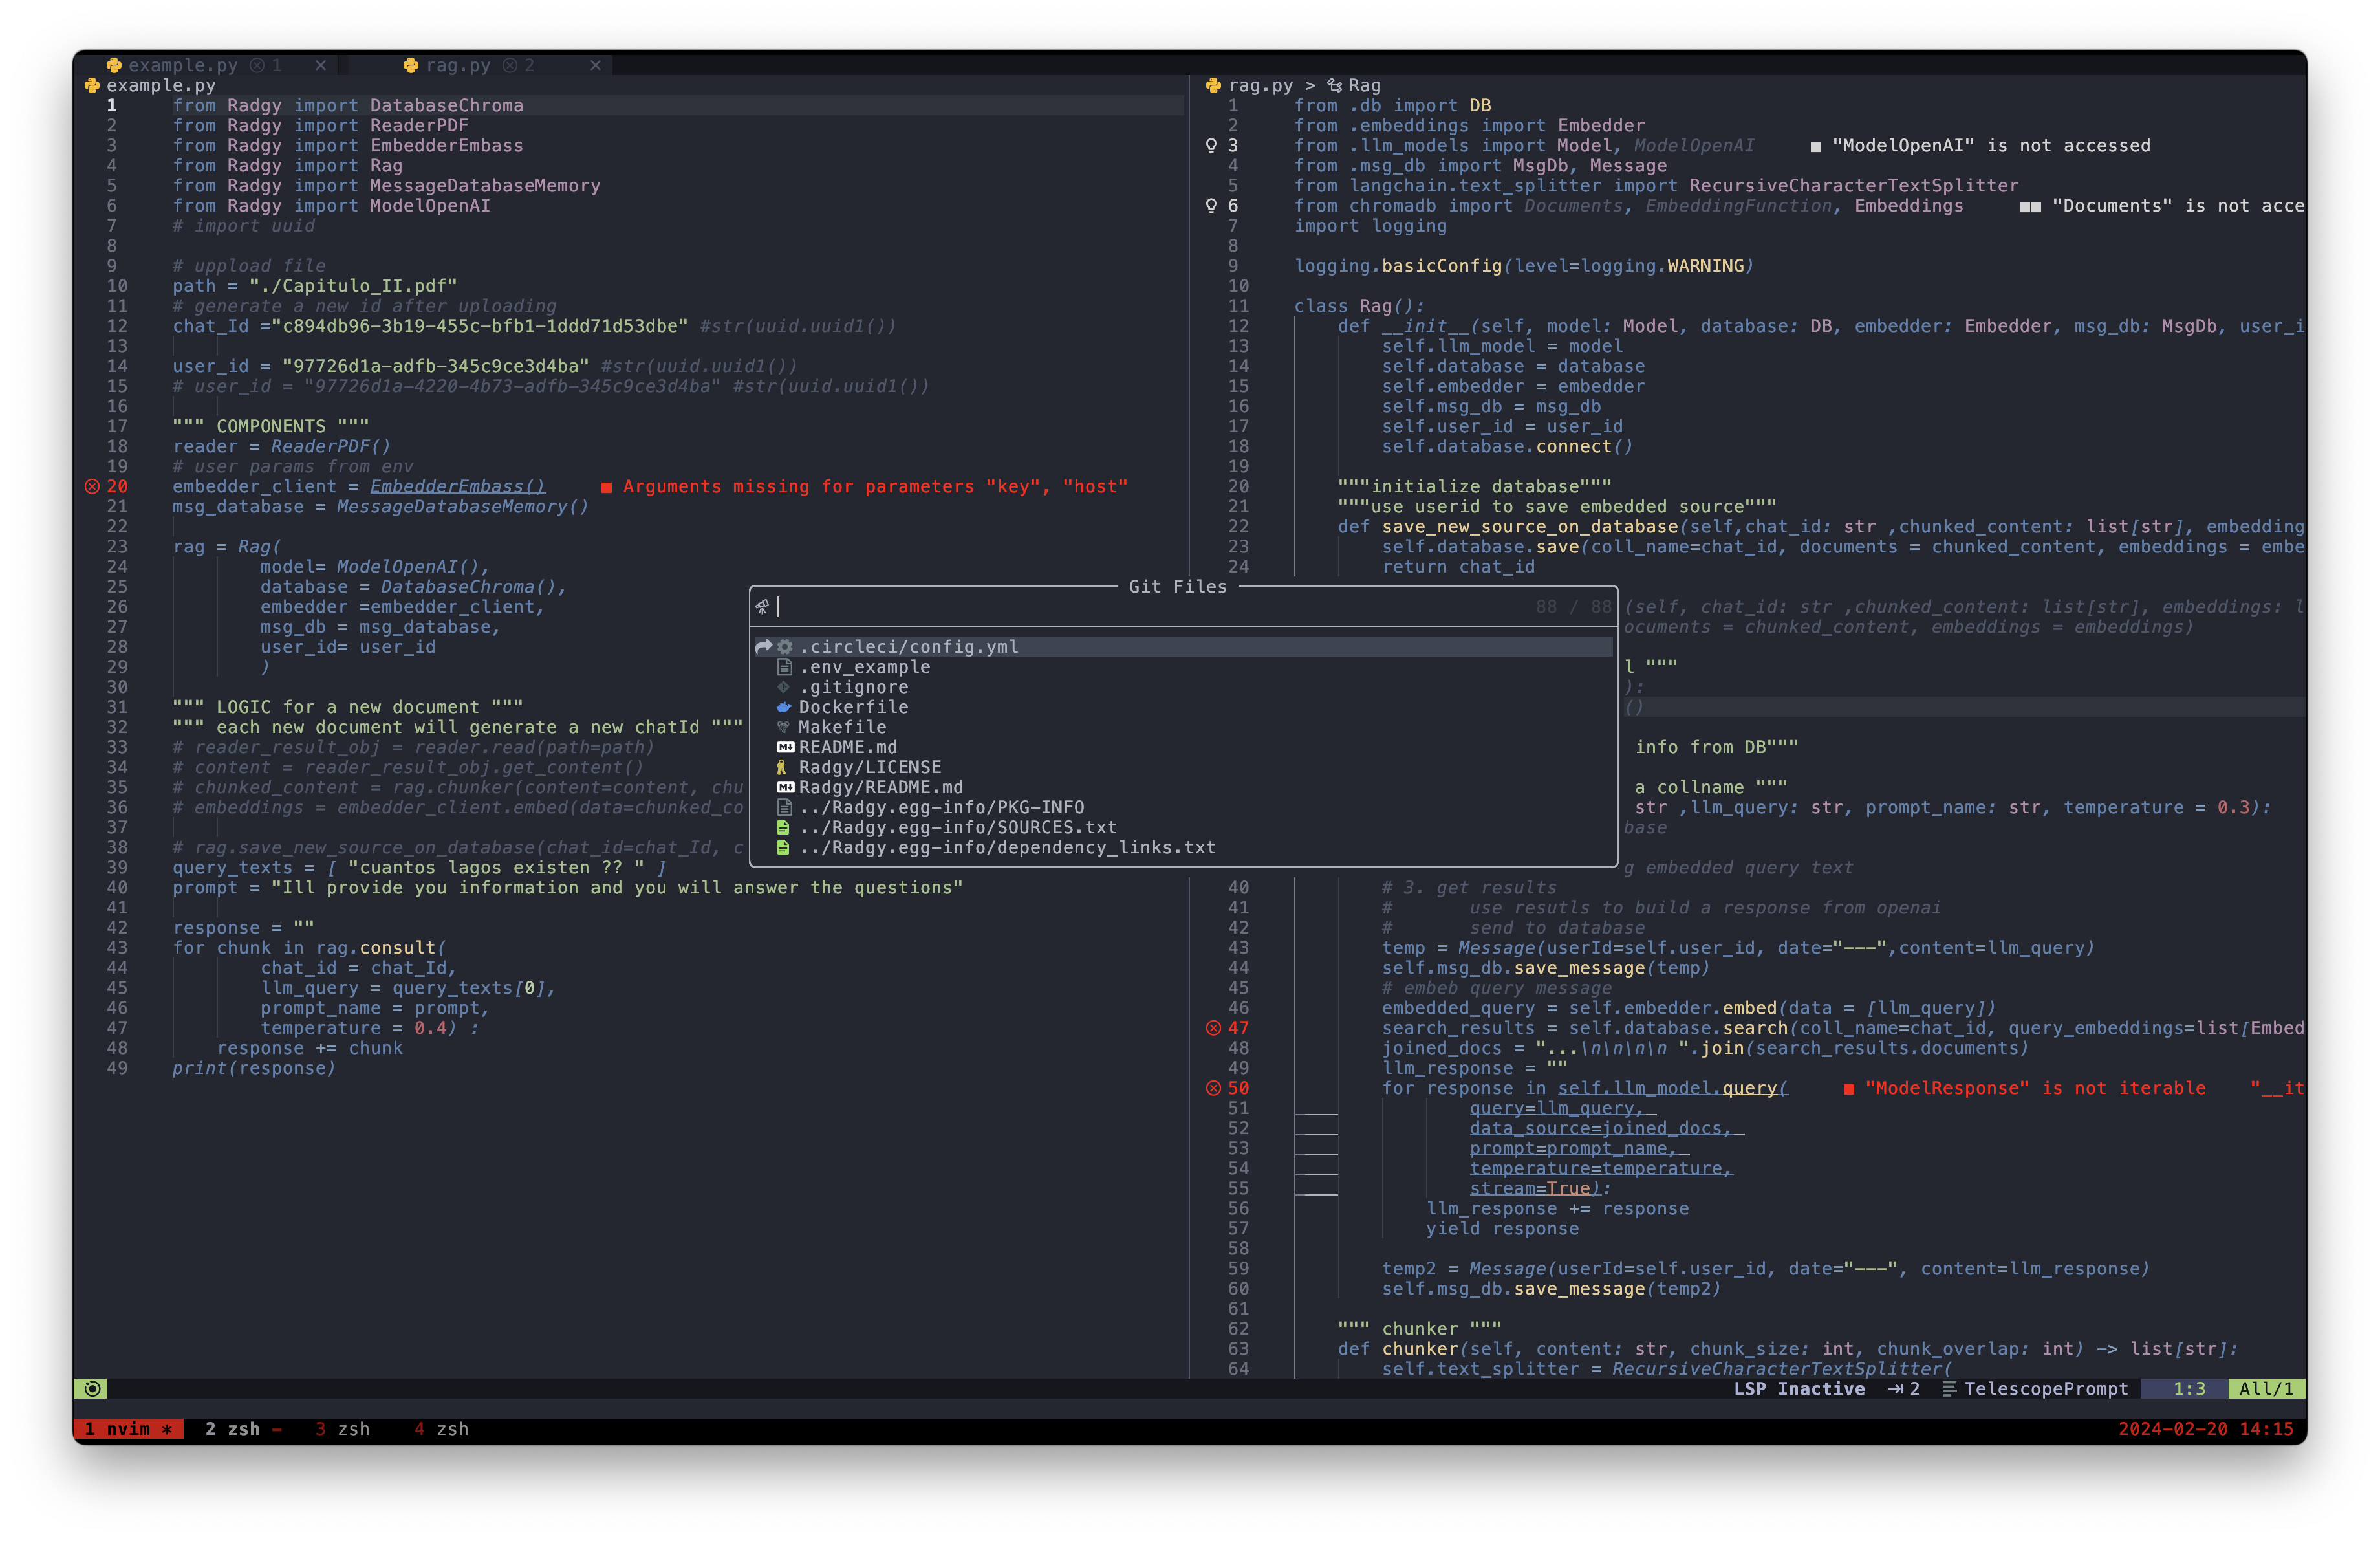 example.py 1 × rag.py 2 ×
example.py
1 from Radgy import DatabaseChroma
2 from Radgy import ReaderPDF
3 from Radgy import EmbedderEmbass
4 from Radgy import Rag
5 from Radgy import MessageDatabaseMemory
6 from Radgy import ModelOpenAI
7 # import uuid
8
9 # uppload file
10 path = "./Capitulo_II.pdf"
11 # generate a new id after uploading
12 chat_Id ="c894db96-3b19-455c-bfb1-1ddd71d53dbe" #str(uuid.uuid1())
13
14 user_id = "97726d1a-adfb-345c9ce3d4ba" #str(uuid.uuid1())
15 # user_id = "97726d1a-4220-4b73-adfb-345c9ce3d4ba" #str(uuid.uuid1())
16
17 """ COMPONENTS """
18 reader = ReaderPDF()
19 # user params from env
20 embedder_client = EmbedderEmbass() ■ Arguments missing for parameters "key", "host"
21 msg_database = MessageDatabaseMemory()
22
23 rag = Rag(
24 model= ModelOpenAI(),
25 database = DatabaseChroma(),
26 embedder =embedder_client,
27 msg_db = msg_database,
28 user_id= user_id
29 )
30
31 """ LOGIC for a new document """
32 """ each new document will generate a new chatId """
33 # reader_result_obj = reader.read(path=path)
34 # content = reader_result_obj.get_content()
35 # chunked_content = rag.chunker(content=content, chu
36 # embeddings = embedder_client.embed(data=chunked_co
37
38 # rag.save_new_source_on_database(chat_id=chat_Id, c
39 query_texts = [ "cuantos lagos existen ?? " ]
40 prompt = "Ill provide you information and you will answer the questions"
41
42 response = ""
43 for chunk in rag.consult(
44 chat_id = chat_Id,
45 llm_query = query_texts[0],
46 prompt_name = prompt,
47 temperature = 0.4) :
48 response += chunk
49 print(response)
rag.py > Rag
1 from .db import DB
2 from .embeddings import Embedder
3 from .llm_models import Model, ModelOpenAI ■ "ModelOpenAI" is not accessed
4 from .msg_db import MsgDb, Message
5 from langchain.text_splitter import RecursiveCharacterTextSplitter
6 from chromadb import Documents, EmbeddingFunction, Embeddings ■■ "Documents" is not acce
7 import logging
8
9 logging.basicConfig(level=logging.WARNING)
10
11 class Rag():
12 def __init__(self, model: Model, database: DB, embedder: Embedder, msg_db: MsgDb, user_i
13 self.llm_model = model
14 self.database = database
15 self.embedder = embedder
16 self.msg_db = msg_db
17 self.user_id = user_id
18 self.database.connect()
19
20 """initialize database"""
21 """use userid to save embedded source"""
22 def save_new_source_on_database(self,chat_id: str ,chunked_content: list[str], embedding
23 self.database.save(coll_name=chat_id, documents = chunked_content, embeddings = embe
24 return chat_id
(self, chat_id: str ,chunked_content: list[str], embeddings: l
ocuments = chunked_content, embeddings = embeddings)
l """
):
()
info from DB"""
a collname """
str ,llm_query: str, prompt_name: str, temperature = 0.3):
base
g embedded query text
40 # 3. get results
41 # use resutls to build a response from openai
42 # send to database
43 temp = Message(userId=self.user_id, date="---",content=llm_query)
44 self.msg_db.save_message(temp)
45 # embeb query message
46 embedded_query = self.embedder.embed(data = [llm_query])
47 search_results = self.database.search(coll_name=chat_id, query_embeddings=list[Embed
48 joined_docs = "...\n\n\n\n ".join(search_results.documents)
49 llm_response = ""
50 for response in self.llm_model.query( ■ "ModelResponse" is not iterable "__it
51 query=llm_query,
52 data_source=joined_docs,
53 prompt=prompt_name,
54 temperature=temperature,
55 stream=True):
56 llm_response += response
57 yield response
58
59 temp2 = Message(userId=self.user_id, date="---", content=llm_response)
60 self.msg_db.save_message(temp2)
61
62 """ chunker """
63 def chunker(self, content: str, chunk_size: int, chunk_overlap: int) -> list[str]:
64 self.text_splitter = RecursiveCharacterTextSplitter(
Git Files
88 / 88
.circleci/config.yml
.env_example
.gitignore
Dockerfile
Makefile
README.md
Radgy/LICENSE
Radgy/README.md
../Radgy.egg-info/PKG-INFO
../Radgy.egg-info/SOURCES.txt
../Radgy.egg-info/dependency_links.txt
LSP Inactive 2 TelescopePrompt 1:3 All/1
1 nvim * 2 zsh - 3 zsh 4 zsh 2024-02-20 14:15